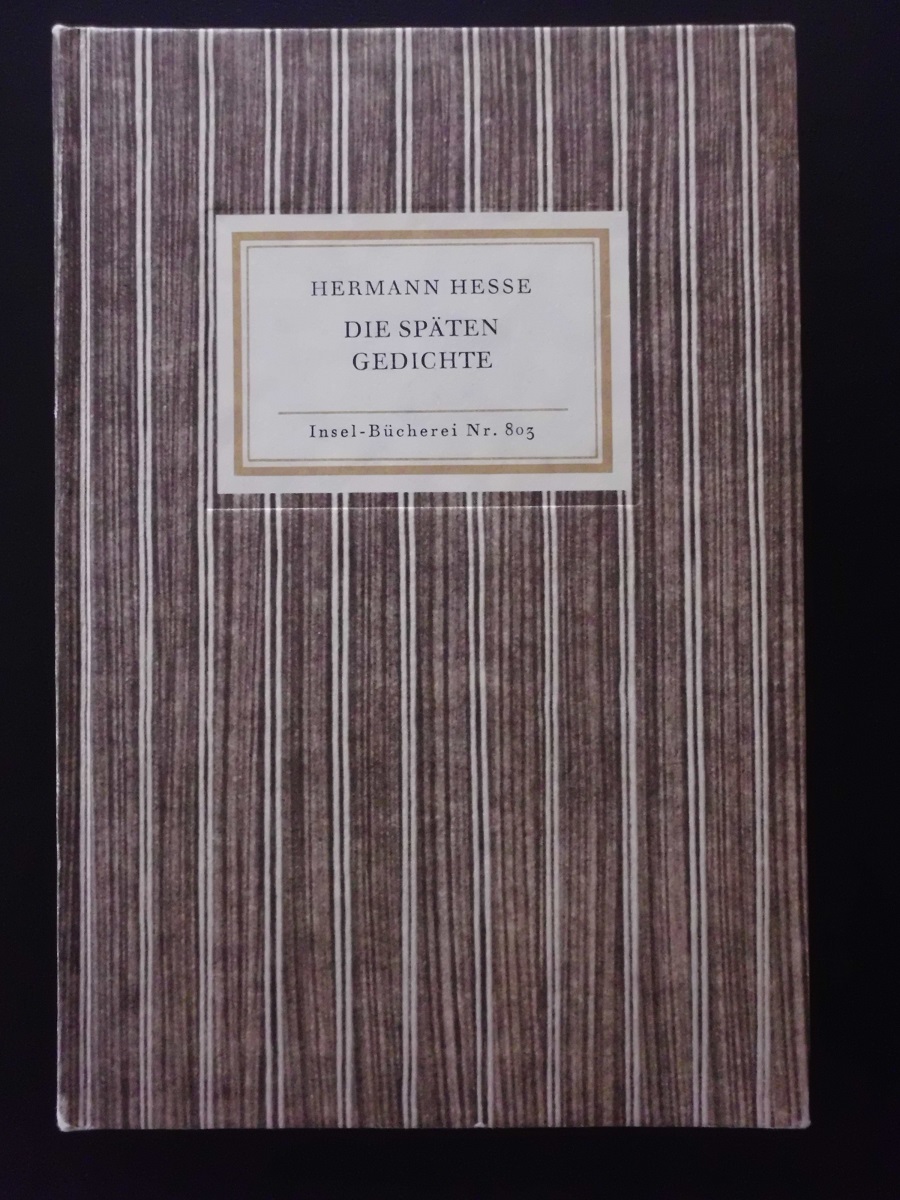 HERMANN HESSE
DIE SPÄTEN
GEDICHTE
Insel-Bücherei Nr. 803